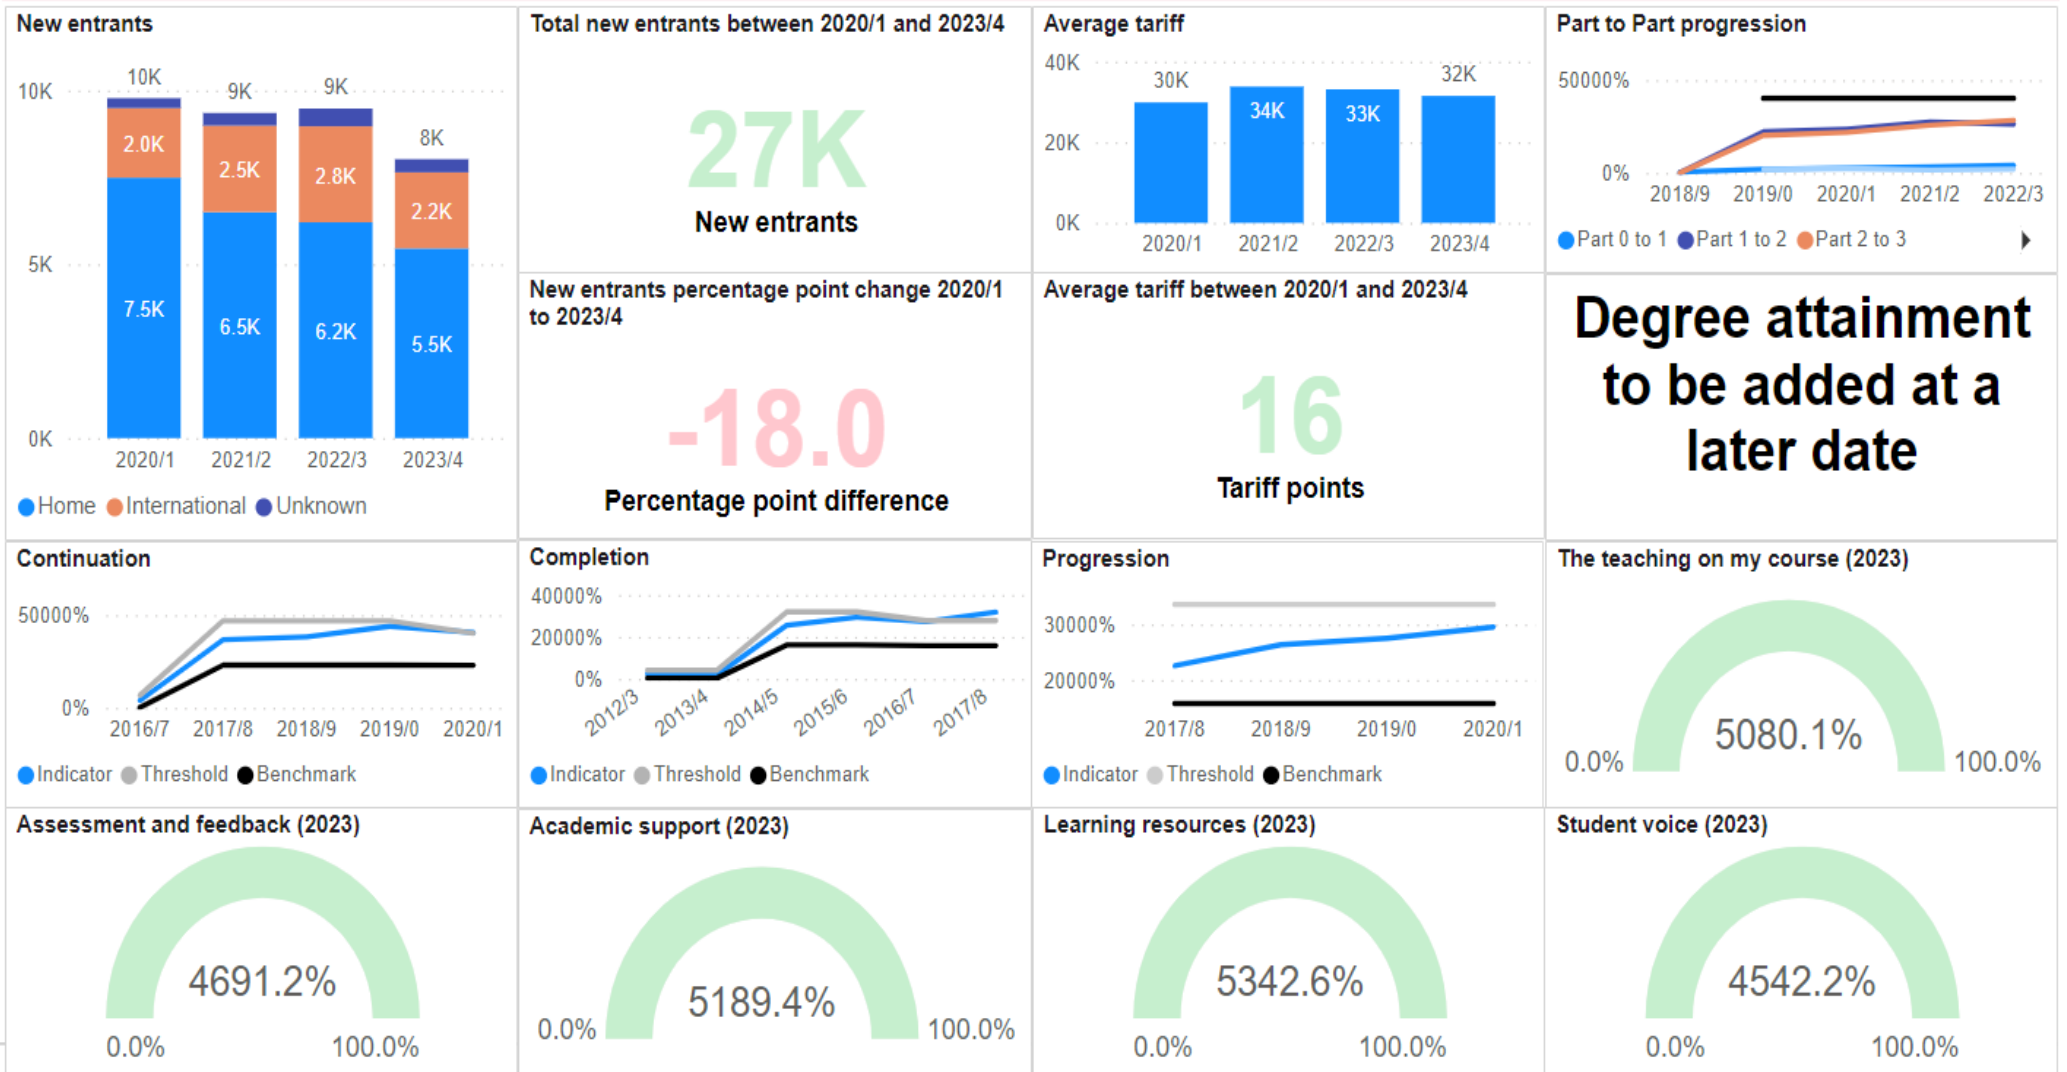 New entrants
10K
5K
0K
10K
9K
9K
8K
2.0K
2.5K
2.8K
2.2K
7.5K
6.5K
6.2K
5.5K
2020/1 2021/2 2022/3 2023/4
Home International Unknown
Total new entrants between 2020/1 and 2023/4
27K
New entrants
Average tariff
40K
20K
0K
30K
34K
33K
32K
2020/1 2021/2 2022/3 2023/4
Part to Part progression
50000%
0%
2018/9 2019/0 2020/1 2021/2 2022/3
Part 0 to 1 Part 1 to 2 Part 2 to 3
New entrants percentage point change 2020/1
to 2023/4
-18.0
Percentage point difference
Average tariff between 2020/1 and 2023/4
16
Tariff points
Degree attainment
to be added at a
later date
Continuation
50000%
0%
2016/7 2017/8 2018/9 2019/0 2020/1
Indicator Threshold Benchmark
Completion
40000%
20000%
0%
2012/3 2013/4 2014/5 2015/6 2016/7 2017/8
Indicator Threshold Benchmark
Progression
30000%
20000%
2017/8 2018/9 2019/0 2020/1
Indicator Threshold Benchmark
The teaching on my course (2023)
5080.1%
0.0% 100.0%
Assessment and feedback (2023)
4691.2%
0.0% 100.0%
Academic support (2023)
5189.4%
0.0% 100.0%
Learning resources (2023)
5342.6%
0.0% 100.0%
Student voice (2023)
4542.2%
0.0% 100.0%